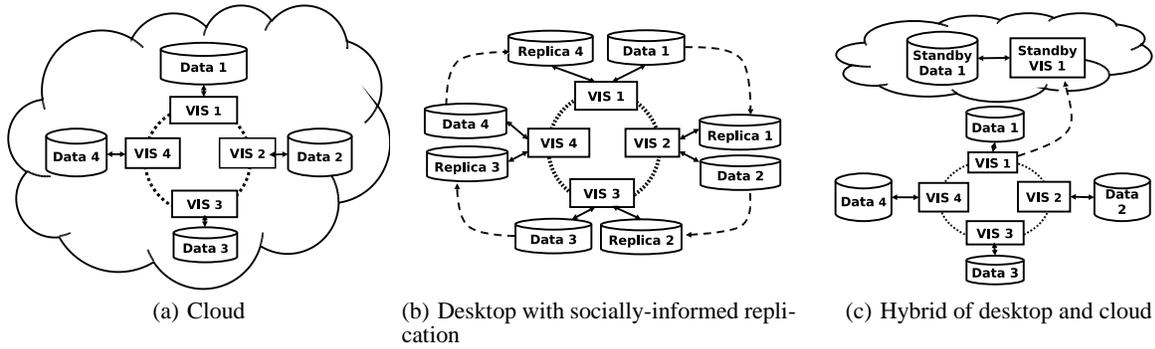 Data 1
VIS 1
Data 4
VIS 4
VIS 2
Data 2
VIS 3
Data 3
(a) Cloud
Replica 4
Data 1
VIS 1
Data 4
Replica 1
VIS 4
VIS 2
Replica 3
Data 2
VIS 3
Data 3
Replica 2
(b) Desktop with socially-informed repli-
cation
Standby
Data 1
Standby
VIS 1
Data 1
VIS 1
Data 4
VIS 4
VIS 2
Data
2
VIS 3
Data 3
(c) Hybrid of desktop and cloud